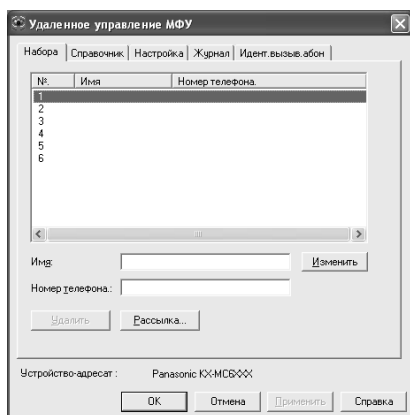 Удаленное управление МФУ
Набора Справочник Настройка Журнал Идент.вызыв.абон
№. Имя Номер телефона.
1
2
3
4
5
6
Имя: Изменить
Номер телефона.:
Удалить Рассылка...
Устройство-адресат : Panasonic KX-MC6XXX
OK Отмена Применить Справка